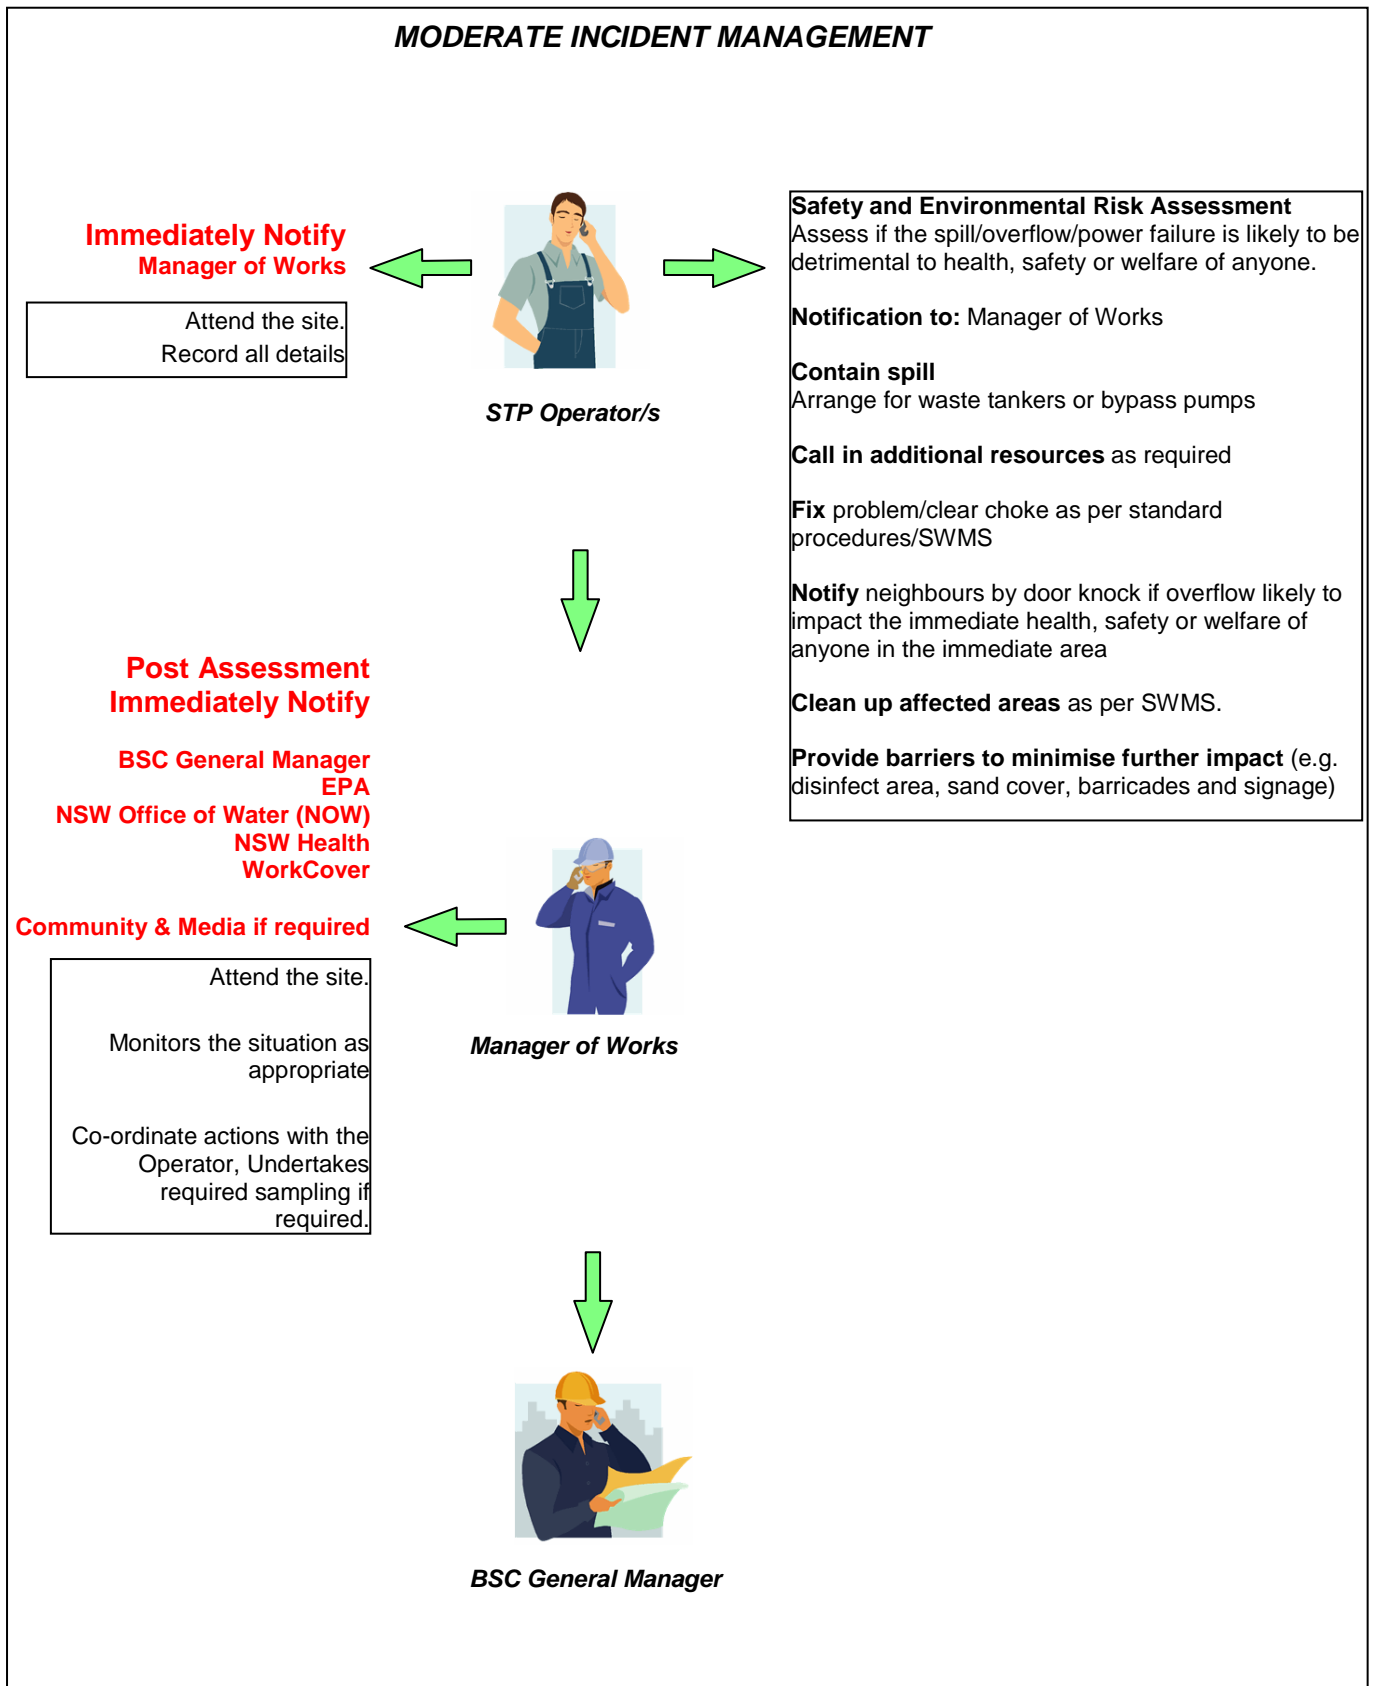 MODERATE INCIDENT MANAGEMENT
Immediately Notify
Manager of Works
Attend the site.
Record all details
STP Operator/s
Safety and Environmental Risk Assessment
Assess if the spill/overflow/power failure is likely to be
detrimental to health, safety or welfare of anyone.
Notification to: Manager of Works
Contain spill
Arrange for waste tankers or bypass pumps
Call in additional resources as required
Fix problem/clear choke as per standard
procedures/SWMS
Notify neighbours by door knock if overflow likely to
impact the immediate health, safety or welfare of
anyone in the immediate area
Clean up affected areas as per SWMS.
Provide barriers to minimise further impact (e.g.
disinfect area, sand cover, barricades and signage)
Post Assessment
Immediately Notify
BSC General Manager
EPA
NSW Office of Water (NOW)
NSW Health
WorkCover
Community & Media if required
Attend the site.
Monitors the situation as
appropriate
Co-ordinate actions with the
Operator, Undertakes
required sampling if
required.
Manager of Works
BSC General Manager